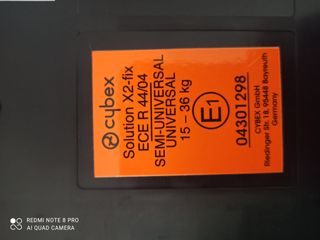 cybex
Solution X2-fix
ECE R 44/04
SEMI-UNIVERSAL
UNIVERSAL
15 – 36 kg
E1
04301298
CYBEX GmbH
Riedinger Str. 18, 95448 Bayreuth
Germany
REDMI NOTE 8 PRO
AI QUAD CAMERA